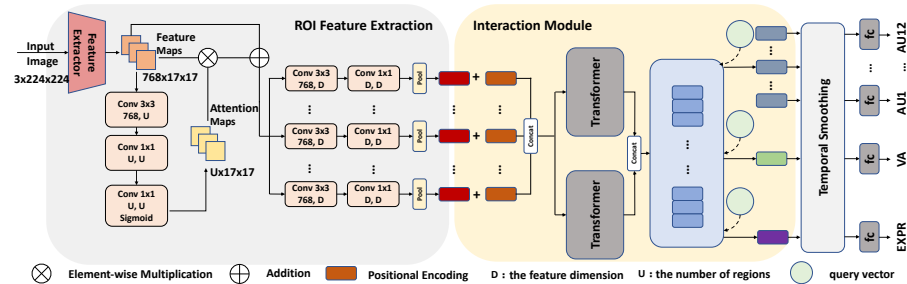 ROI Feature Extraction
Interaction Module
Input
Image
3x224x224
Feature
Extractor
Feature
Maps
768x17x17
Conv 3x3
768, U
Conv 1x1
U, U
Conv 1x1
U, U
Sigmoid
Attention
Maps
Ux17x17
Conv 3x3
768, D
Conv 1x1
D, D
Pool
+
...
...
Conv 3x3
768, D
Conv 1x1
D, D
Pool
+
...
...
Conv 3x3
768, D
Conv 1x1
D, D
Pool
+
Concat
Transformer
Transformer
Concat
...
...
...
...
Temporal Smoothing
fc
AU12
...
...
fc
AU1
fc
VA
fc
EXPR
Element-wise Multiplication
Addition
Positional Encoding
D : the feature dimension
U : the number of regions
query
vector